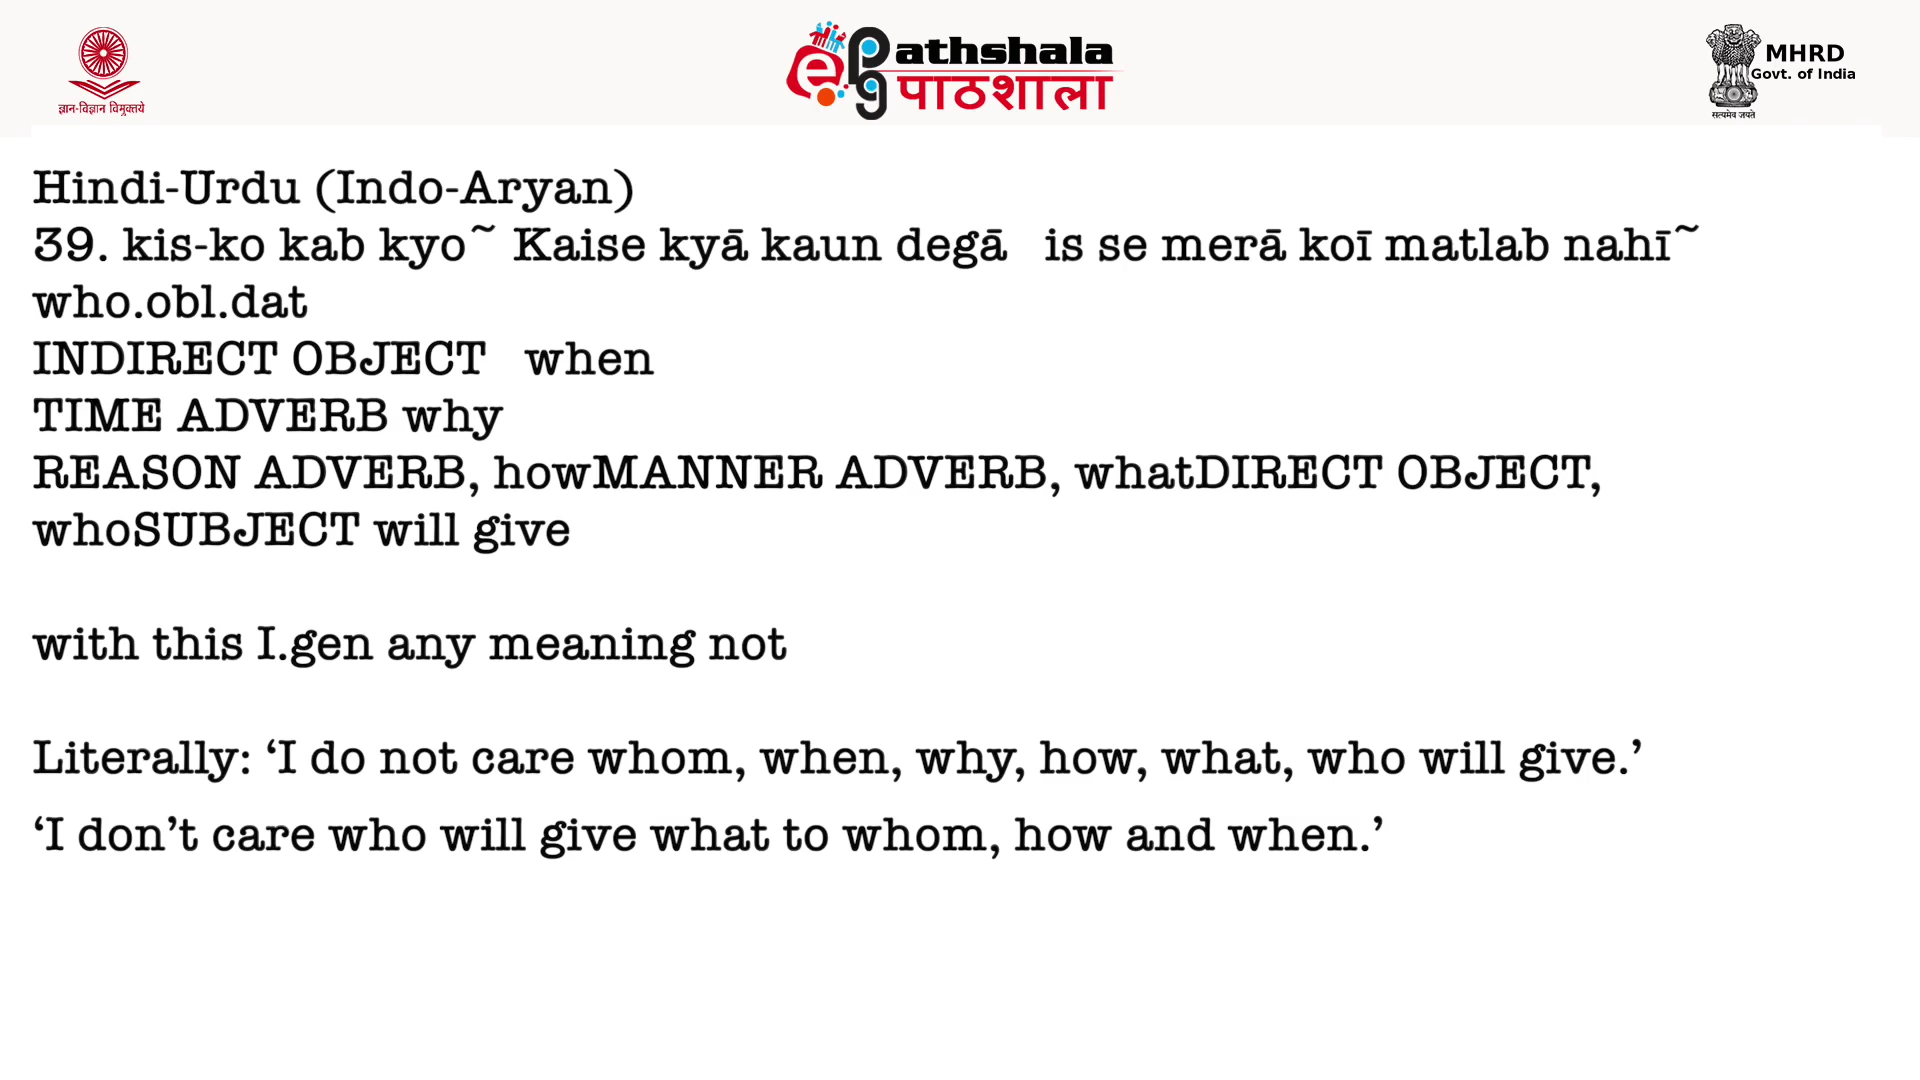 ज्ञान-विज्ञान विमुक्तये
e Pg athshala
पाठशाला
MHRD
Govt. of India
सत्यमेव जयते
Hindi-Urdu (Indo-Aryan)
39. kis-ko kab kyo~ Kaise kyā kaun degā is se merā koī matlab nahī~
who.obl.dat
INDIRECT OBJECT when
TIME ADVERB why
REASON ADVERB, howMANNER ADVERB, whatDIRECT OBJECT,
whoSUBJECT will give
with this I.gen any meaning not
Literally: ‘I do not care whom, when, why, how, what, who will give.’
‘I don’t care who will give what to whom, how and when.’